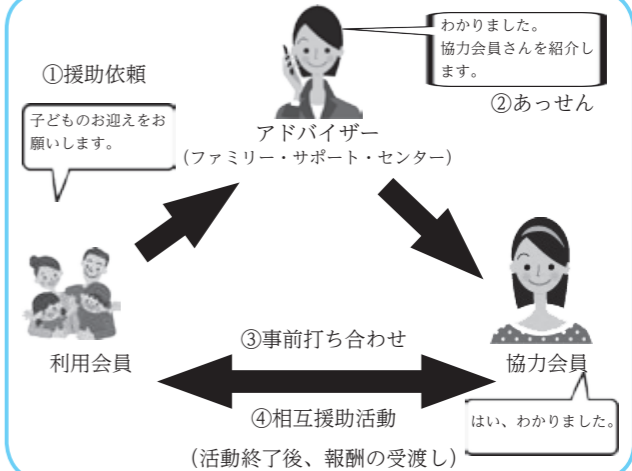 わかりました。
協力会員さんを紹介し
ます。
①援助依頼
②あっせん
子どものお迎えをお
願いします。
アドバイザー
(ファミリー・サポート・センター)
利用会員
③事前打ち合わせ
協力会員
④相互援助活動
はい、わかりました。
(活動終了後、報酬の受渡し)